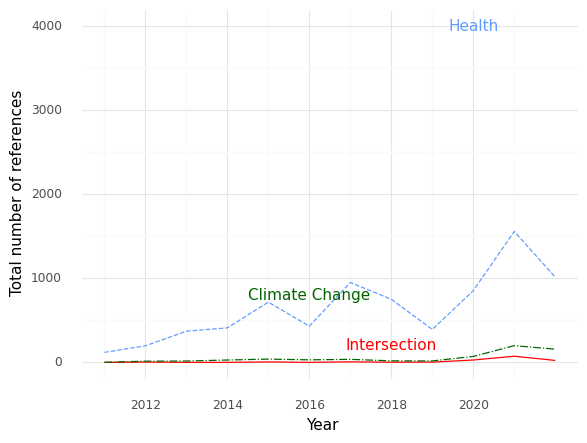 4000
Health
3000
2000
1000
Climate Change
Intersection
0
2012 2014 2016 2018 2020
Year
Total number of references